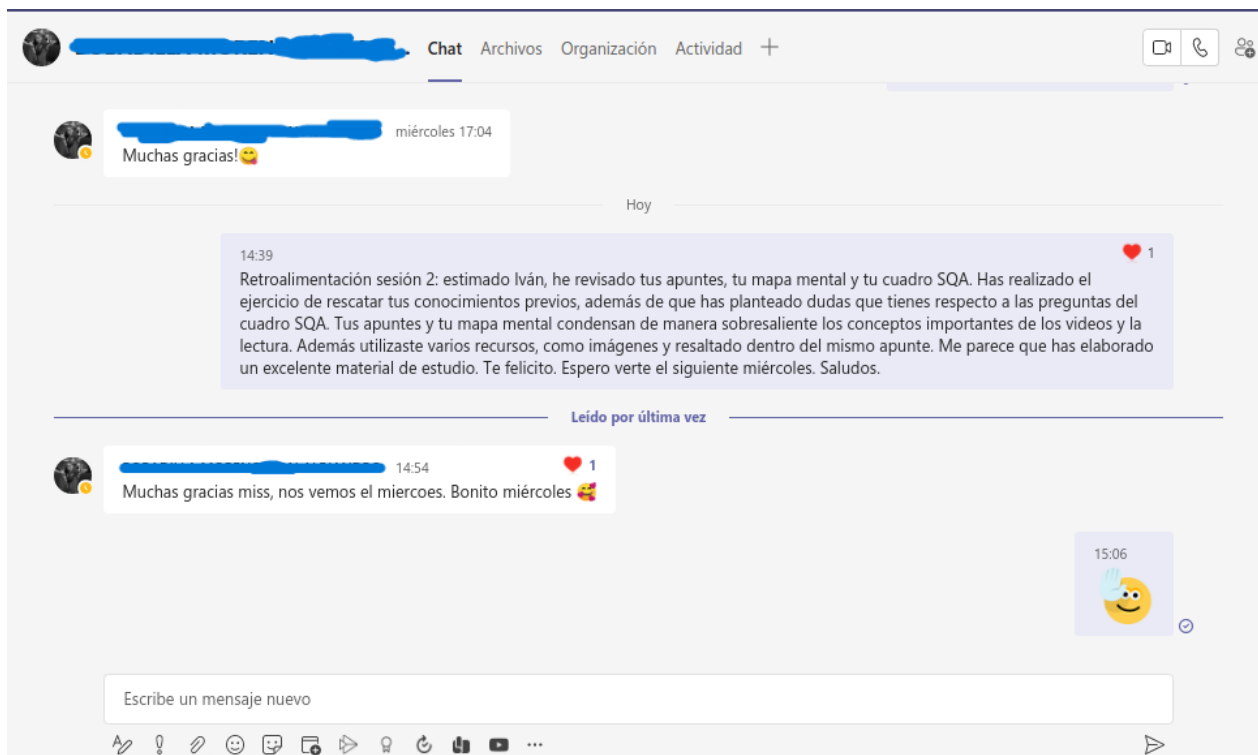 Chat Archivos Organización Actividad
miércoles 17:04
Muchas gracias!😋
Hoy
14:39
❤️ 1
Retroalimentación sesión 2: estimado Iván, he revisado tus apuntes, tu mapa mental y tu cuadro SQA. Has realizado el
ejercicio de rescatar tus conocimientos previos, además de que has planteado dudas que tienes respecto a las preguntas del
cuadro SQA. Tus apuntes y tu mapa mental condensan de manera sobresaliente los conceptos importantes de los videos y la
lectura. Además utilizaste varios recursos, como imágenes y resaltado dentro del mismo apunte. Me parece que has elaborado
un excelente material de estudio. Te felicito. Espero verte el siguiente miércoles. Saludos.
Leído por última vez
14:54 ❤️ 1
Muchas gracias miss, nos vemos el miercoes. Bonito miércoles 🥰
15:06
Escribe un mensaje nuevo